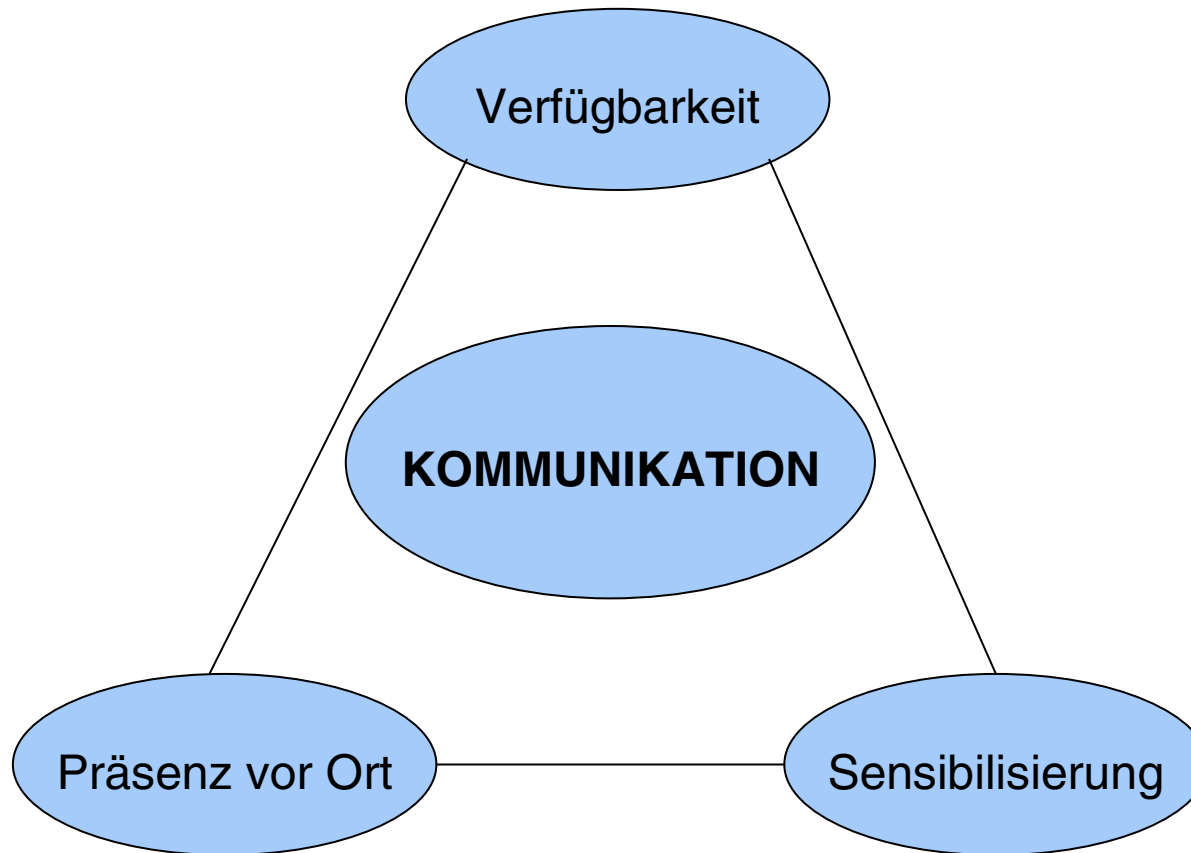 Verfügbarkeit
KOMMUNIKATION
Präsenz vor Ort
Sensibilisierung